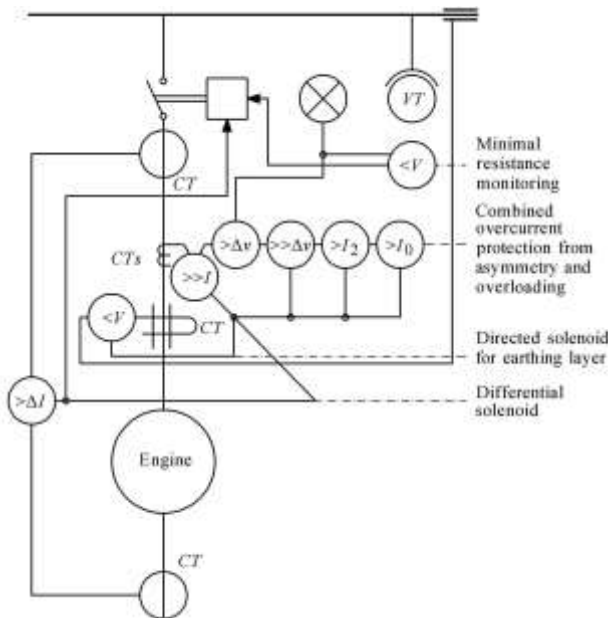 VT
<V
Minimal
resistance
monitoring
CT
Combined
overcurrent
protection from
asymmetry and
overloading
>Δv
>>Δv
>I2
>I0
CTs
>>I
<V
CT
Directed solenoid
for earthing layer
Differential
solenoid
>ΔI
Engine
CT